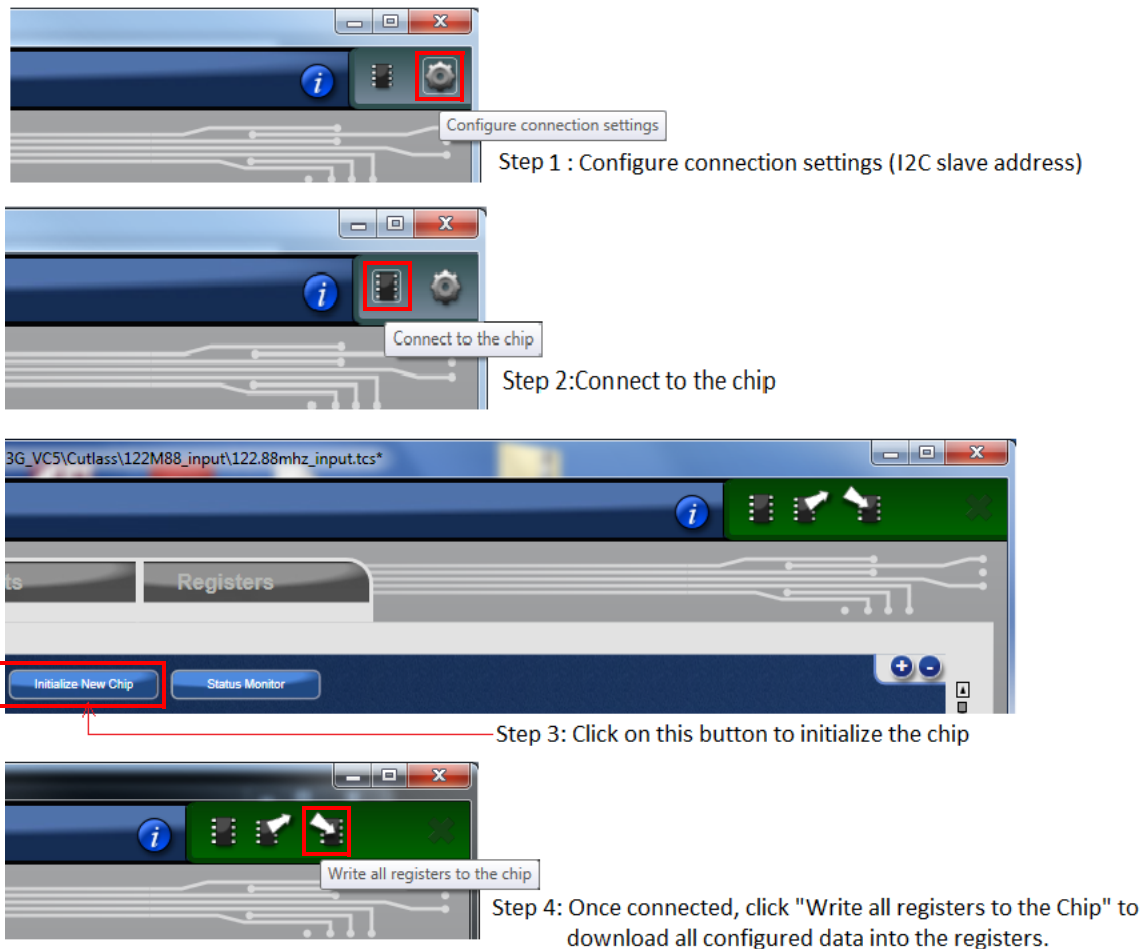 Configure connection settings
Step 1 : Configure connection settings (I2C slave address)
Connect to the chip
Step 2:Connect to the chip
3G_VC5\Cutlass\122M88_input\122.88mhz_input.tcs*
ts Registers
Initialize New Chip Status Monitor
Step 3: Click on this button to initialize the chip
Write all registers to the chip
Step 4: Once connected, click "Write all registers to the Chip" to
download all configured data into the registers.